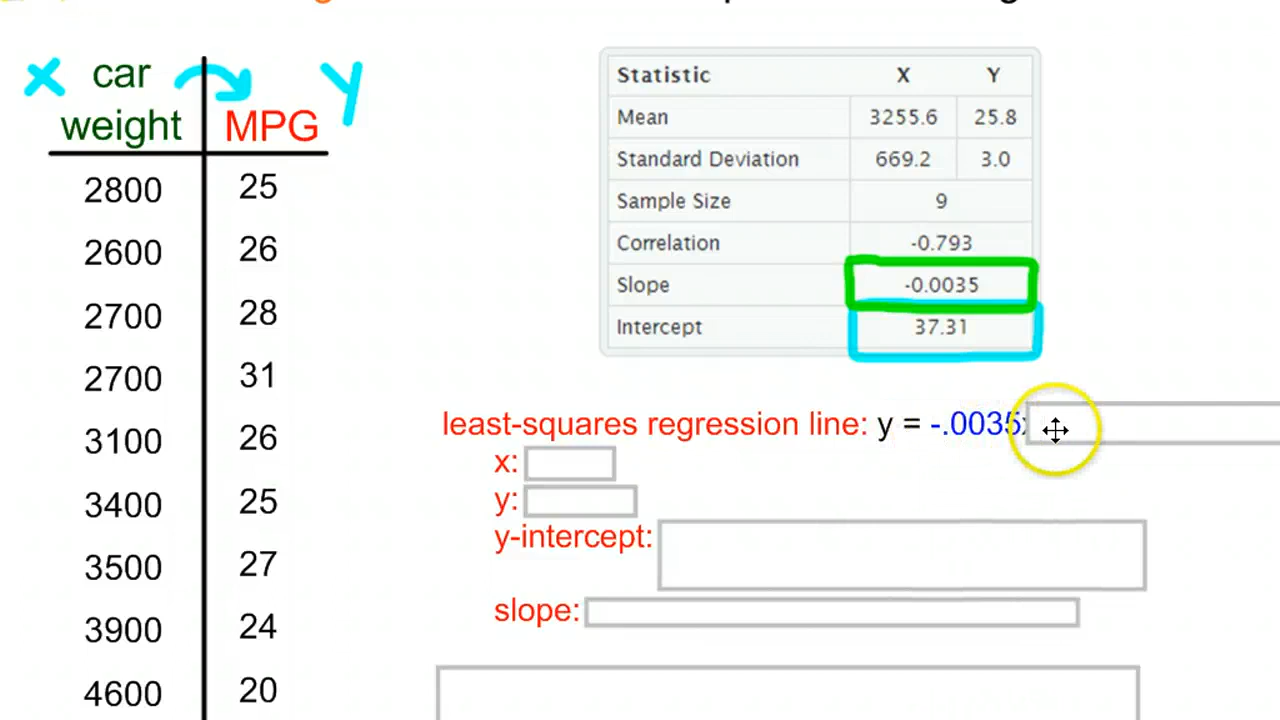 X car Y
weight MPG
2800 25
2600 26
2700 28
2700 31
3100 26
3400 25
3500 27
3900 24
4600 20
Statistic X Y
Mean 3255.6 25.8
Standard Deviation 669.2 3.0
Sample Size 9
Correlation -0.793
Slope -0.0035
Intercept 37.31
least-squares regression line: y = -.0035x
x:
y:
y-intercept:
slope: